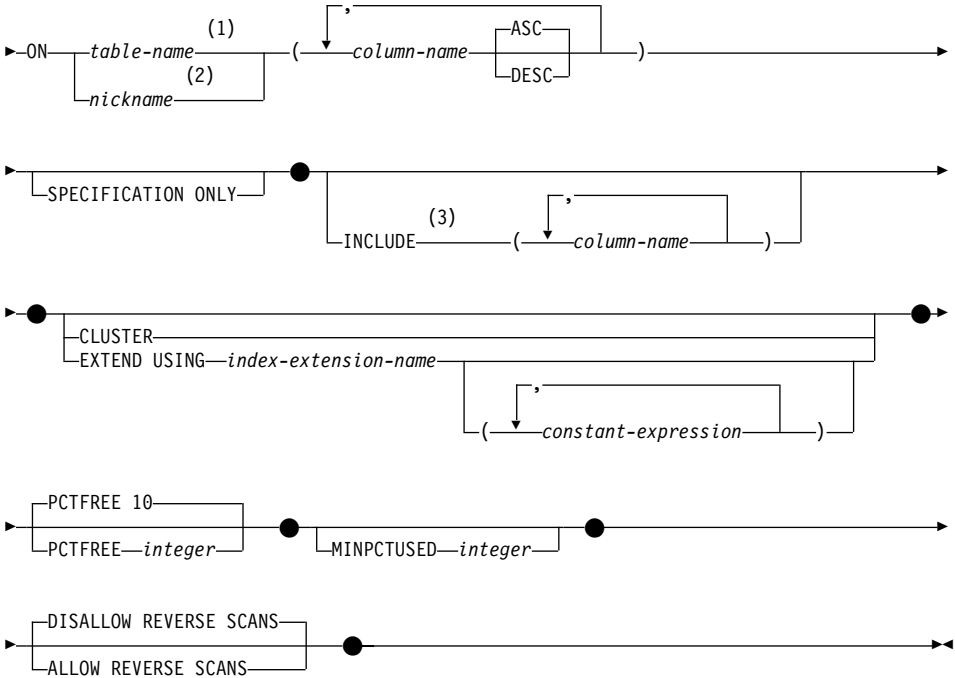 ,
(1) ASC
ON table-name ( column-name )
(2) DESC
nickname
SPECIFICATION ONLY ,
(3)
INCLUDE ( column-name )
CLUSTER
EXTEND USING index-extension-name
,
( constant-expression )
PCTFREE 10
PCTFREE integer MINPCTUSED integer
DISALLOW REVERSE SCANS
ALLOW REVERSE SCANS